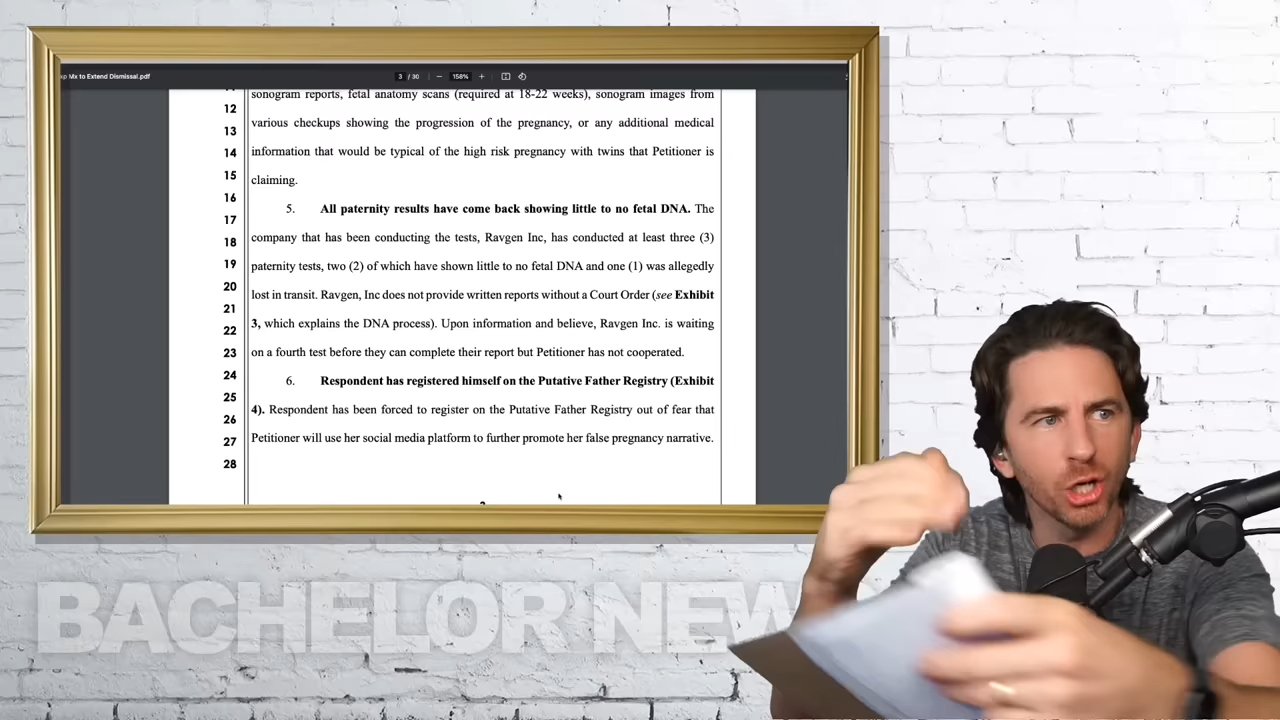 Mx to Extend Dismissal.pdf
3 / 30
158%
12
13
14
15
16
17
18
19
20
21
22
23
24
25
26
27
28
sonogram reports, fetal anatomy scans (required at 18-22 weeks), sonogram images from
various checkups showing the progression of the pregnancy, or any additional medical
information that would be typical of the high risk pregnancy with twins that Petitioner is
claiming.
5. All paternity results have come back showing little to no fetal DNA. The
company that has been conducting the tests, Ravgen Inc, has conducted at least three (3)
paternity tests, two (2) of which have shown little to no fetal DNA and one (1) was allegedly
lost in transit. Ravgen, Inc does not provide written reports without a Court Order (see Exhibit
3, which explains the DNA process). Upon information and believe, Ravgen Inc. is waiting
on a fourth test before they can complete their report but Petitioner has not cooperated.
6. Respondent has registered himself on the Putative Father Registry (Exhibit
4). Respondent has been forced to register on the Putative Father Registry out of fear that
Petitioner will use her social media platform to further promote her false pregnancy narrative.
BACHELOR NEW